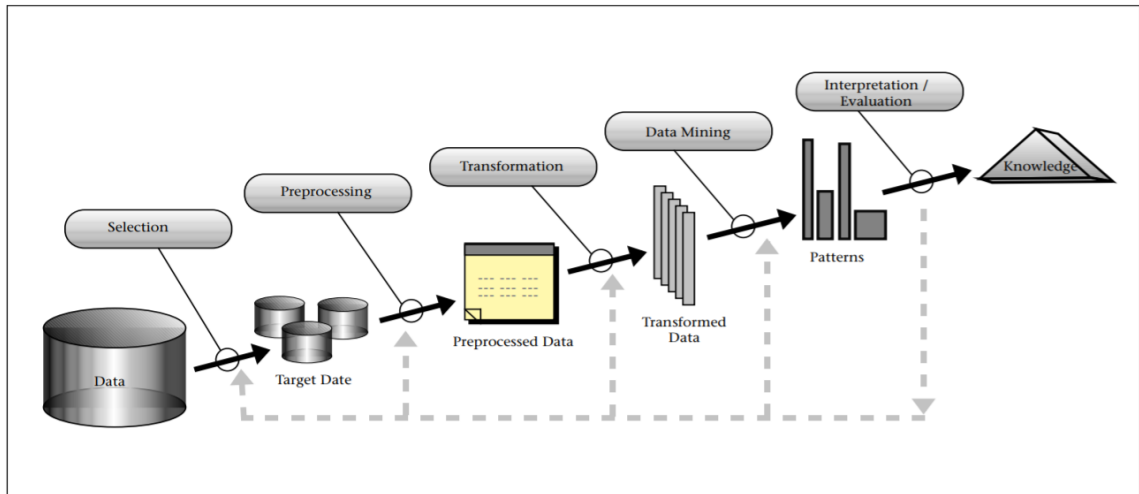 Interpretation /
Evaluation
Data Mining
Transformation
Preprocessing
Selection
Data
Target Date
Preprocessed Data
Transformed
Data
Patterns
Knowledge